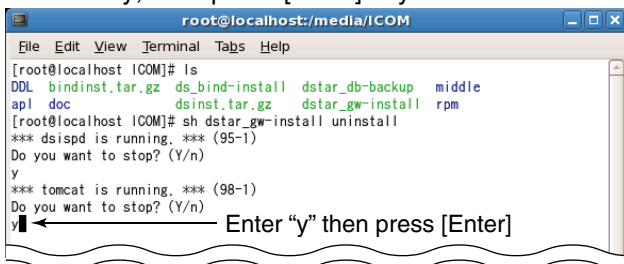 root@localhost:/media/ICOM
File Edit View Terminal Tabs Help
[root@localhost ICOM]# ls
DDL bindinst.tar.gz ds_bind-install dstar_db-backup middle
apl doc dsinst.tar.gz dstar_gw-install rpm
[root@localhost ICOM]# sh dstar_gw-install uninstall
*** dsispd is running. *** (95-1)
Do you want to stop? (Y/n)
y
*** tomcat is running. *** (98-1)
Do you want to stop? (Y/n)
y
Enter “y” then press [Enter]